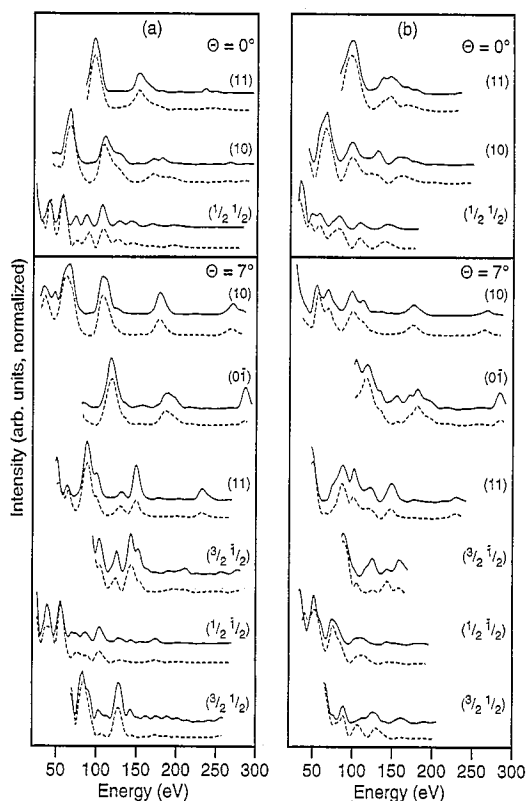 (a)
Θ = 0°
(11)
(10)
(1/2 1/2)
Θ = 7°
(10)
(01̄)
(11)
(3/2 1̄/2)
(1/2 1̄/2)
(3/2 1/2)
50 100 150 200 250 300
Energy (eV)
(b)
Θ = 0°
(11)
(10)
(1/2 1/2)
Θ = 7°
(10)
(01̄)
(11)
(3/2 1̄/2)
(1/2 1̄/2)
(3/2 1/2)
50 100 150 200 250 300
Energy (eV)
Intensity (arb. units, normalized)